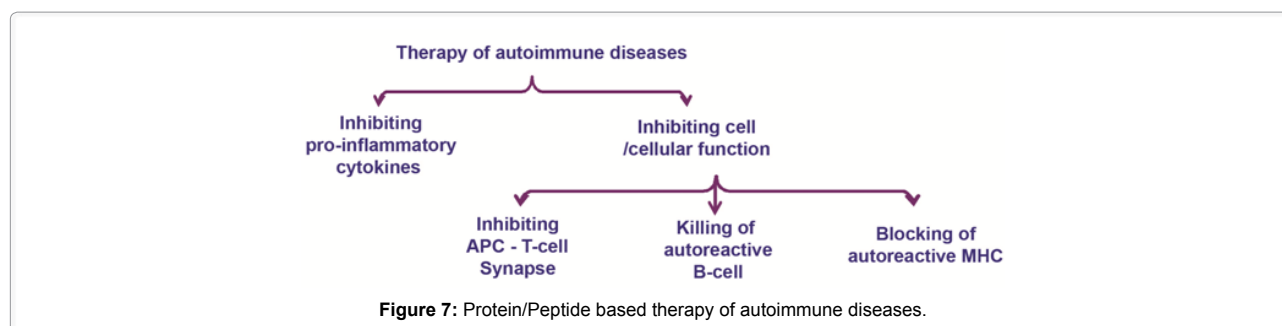 Therapy of autoimmune diseases
Inhibiting
pro-inflammatory
cytokines
Inhibiting cell
/cellular function
Inhibiting
APC - T-cell
Synapse
Killing of
autoreactive
B-cell
Blocking of
autoreactive MHC
Figure 7: Protein/Peptide based therapy of autoimmune diseases.